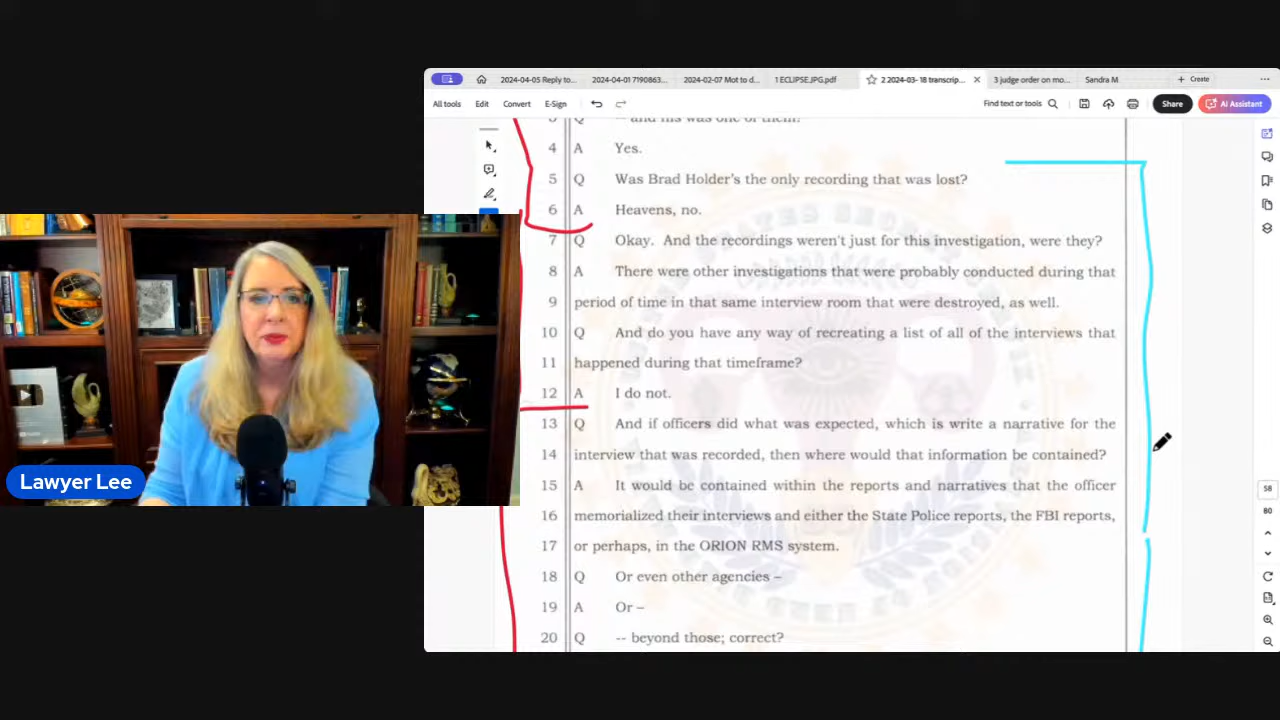 2024-04-05 Reply to... 2024-04-01 7190863... 2024-02-07 Mot to d... 1 ECLIPSE.JPG.pdf 2 2024-03- 18 transcrip... 3 judge order on mo... Sandra M + Create
All tools Edit Convert E-Sign Find text or tools Share AI Assistant
3 Q -- and his was one of them?
4 A Yes.
5 Q Was Brad Holder's the only recording that was lost?
6 A Heavens, no.
7 Q Okay. And the recordings weren't just for this investigation, were they?
8 A There were other investigations that were probably conducted during that
9 period of time in that same interview room that were destroyed, as well.
10 Q And do you have any way of recreating a list of all of the interviews that
11 happened during that timeframe?
12 A I do not.
13 Q And if officers did what was expected, which is write a narrative for the
14 interview that was recorded, then where would that information be contained?
15 A It would be contained within the reports and narratives that the officer
16 memorialized their interviews and either the State Police reports, the FBI reports,
17 or perhaps, in the ORION RMS system.
18 Q Or even other agencies –
19 A Or –
20 Q -- beyond those; correct?
58
80
Lawyer Lee